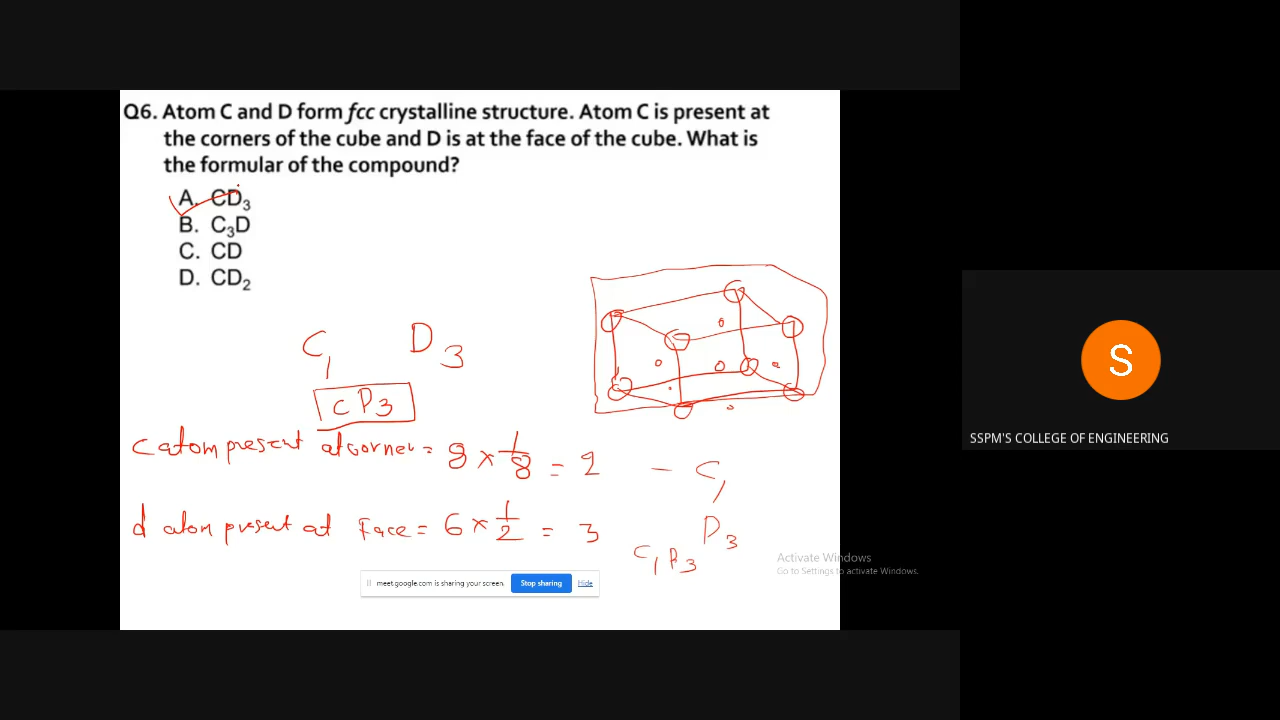 Q6. Atom C and D form fcc crystalline structure. Atom C is present at
the corners of the cube and D is at the face of the cube. What is
the formular of the compound?
A. CD₃
B. C₃D
C. CD
D. CD₂
C₁ D₃
CD₃
C atom present at corner = 8 × 1/8 = 1 — C₁
d atom present at Face = 6 × 1/2 = 3 D₃
C₁D₃
Activate Windows
Go to Settings to activate Windows.
meet.google.com is sharing your screen.
Stop sharing
Hide
S
SSPM'S COLLEGE OF ENGINEERING